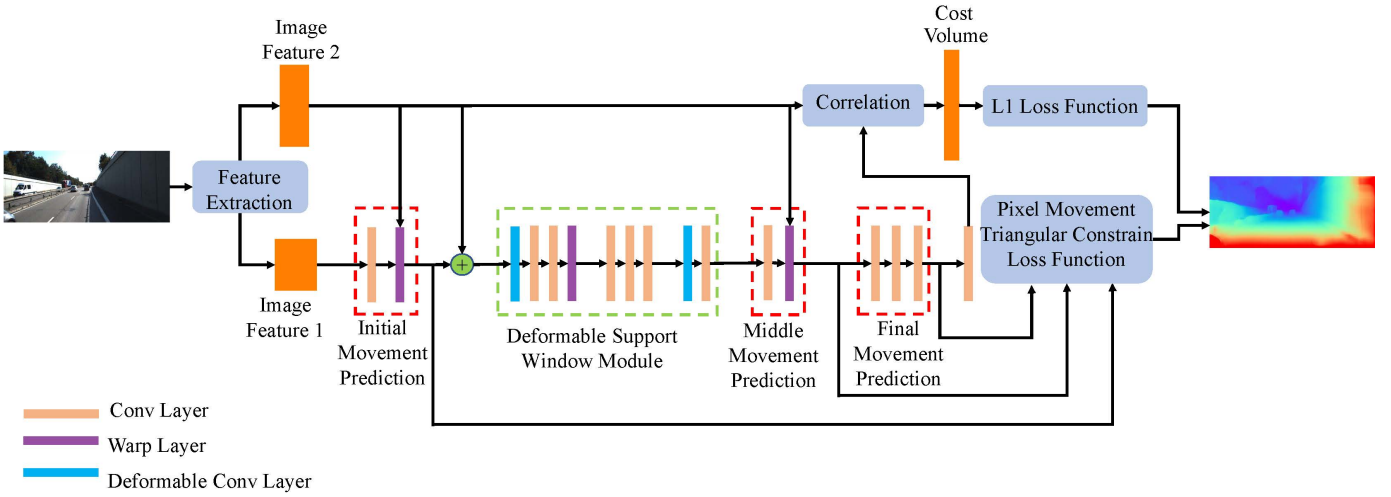 Image
Feature 2
Cost
Volume
Correlation
L1 Loss Function
Feature
Extraction
Pixel Movement
Triangular Constrain
Loss Function
Image
Feature 1
Initial
Movement
Prediction
Deformable Support
Window Module
Middle
Movement
Prediction
Final
Movement
Prediction
Conv Layer
Warp Layer
Deformable Conv Layer